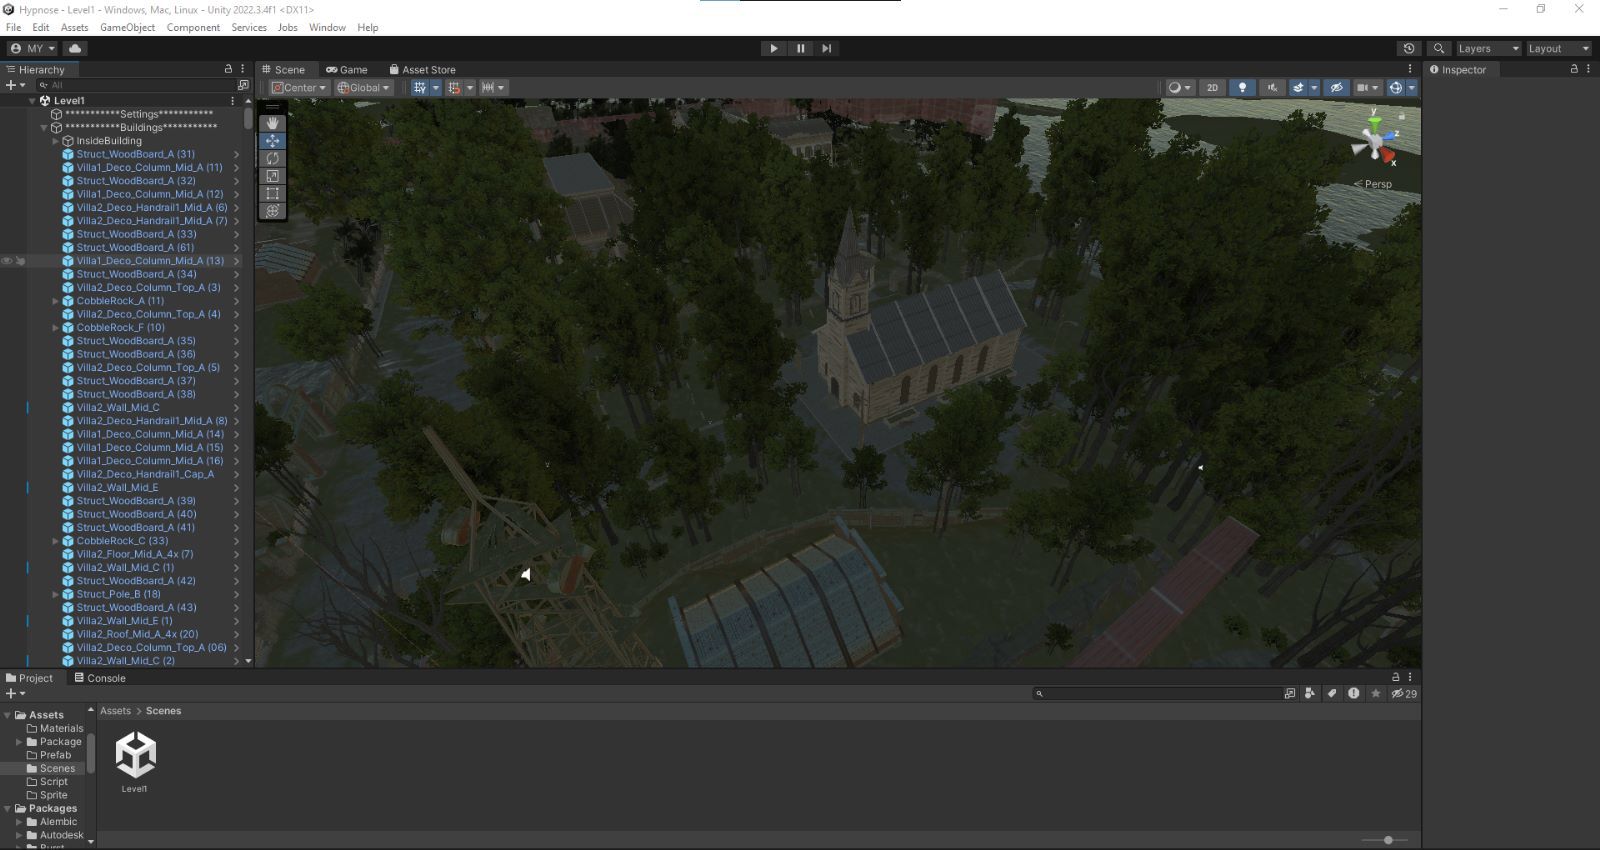 Hypnose - Level1 - Windows, Mac, Linux - Unity 2022.3.4f1 <DX11>
File Edit Assets GameObject Component Services Jobs Window Help
MY Layers Layout
Hierarchy Scene Game Asset Store Inspector
All Center Global 2D
Level1
***********Settings***********
***********Buildings***********
InsideBuilding
Struct_WoodBoard_A (31)
Villa1_Deco_Column_Mid_A (11)
Struct_WoodBoard_A (32)
Villa1_Deco_Column_Mid_A (12)
Villa2_Deco_Handrail1_Mid_A (6)
Villa2_Deco_Handrail1_Mid_A (7)
Struct_WoodBoard_A (33)
Struct_WoodBoard_A (61)
Villa1_Deco_Column_Mid_A (13)
Struct_WoodBoard_A (34)
Villa2_Deco_Column_Top_A (3)
CobbleRock_A (11)
Villa2_Deco_Column_Top_A (4)
CobbleRock_F (10)
Struct_WoodBoard_A (35)
Struct_WoodBoard_A (36)
Villa2_Deco_Column_Top_A (5)
Struct_WoodBoard_A (37)
Struct_WoodBoard_A (38)
Villa2_Wall_Mid_C
Villa2_Deco_Handrail1_Mid_A (8)
Villa1_Deco_Column_Mid_A (14)
Villa1_Deco_Column_Mid_A (15)
Villa1_Deco_Column_Mid_A (16)
Villa2_Deco_Handrail1_Cap_A
Villa2_Wall_Mid_E
Struct_WoodBoard_A (39)
Struct_WoodBoard_A (40)
Struct_WoodBoard_A (41)
CobbleRock_C (33)
Villa2_Floor_Mid_A_4x (7)
Villa2_Wall_Mid_C (1)
Struct_WoodBoard_A (42)
Struct_Pole_B (18)
Struct_WoodBoard_A (43)
Villa2_Wall_Mid_E (1)
Villa2_Roof_Mid_A_4x (20)
Villa2_Deco_Column_Top_A (06)
Villa2_Wall_Mid_C (2)
y
z
x
Persp
Project Console
29
Assets
Materials
Package
Prefab
Scenes
Script
Sprite
Packages
Alembic
Autodesk
Assets > Scenes
Level1